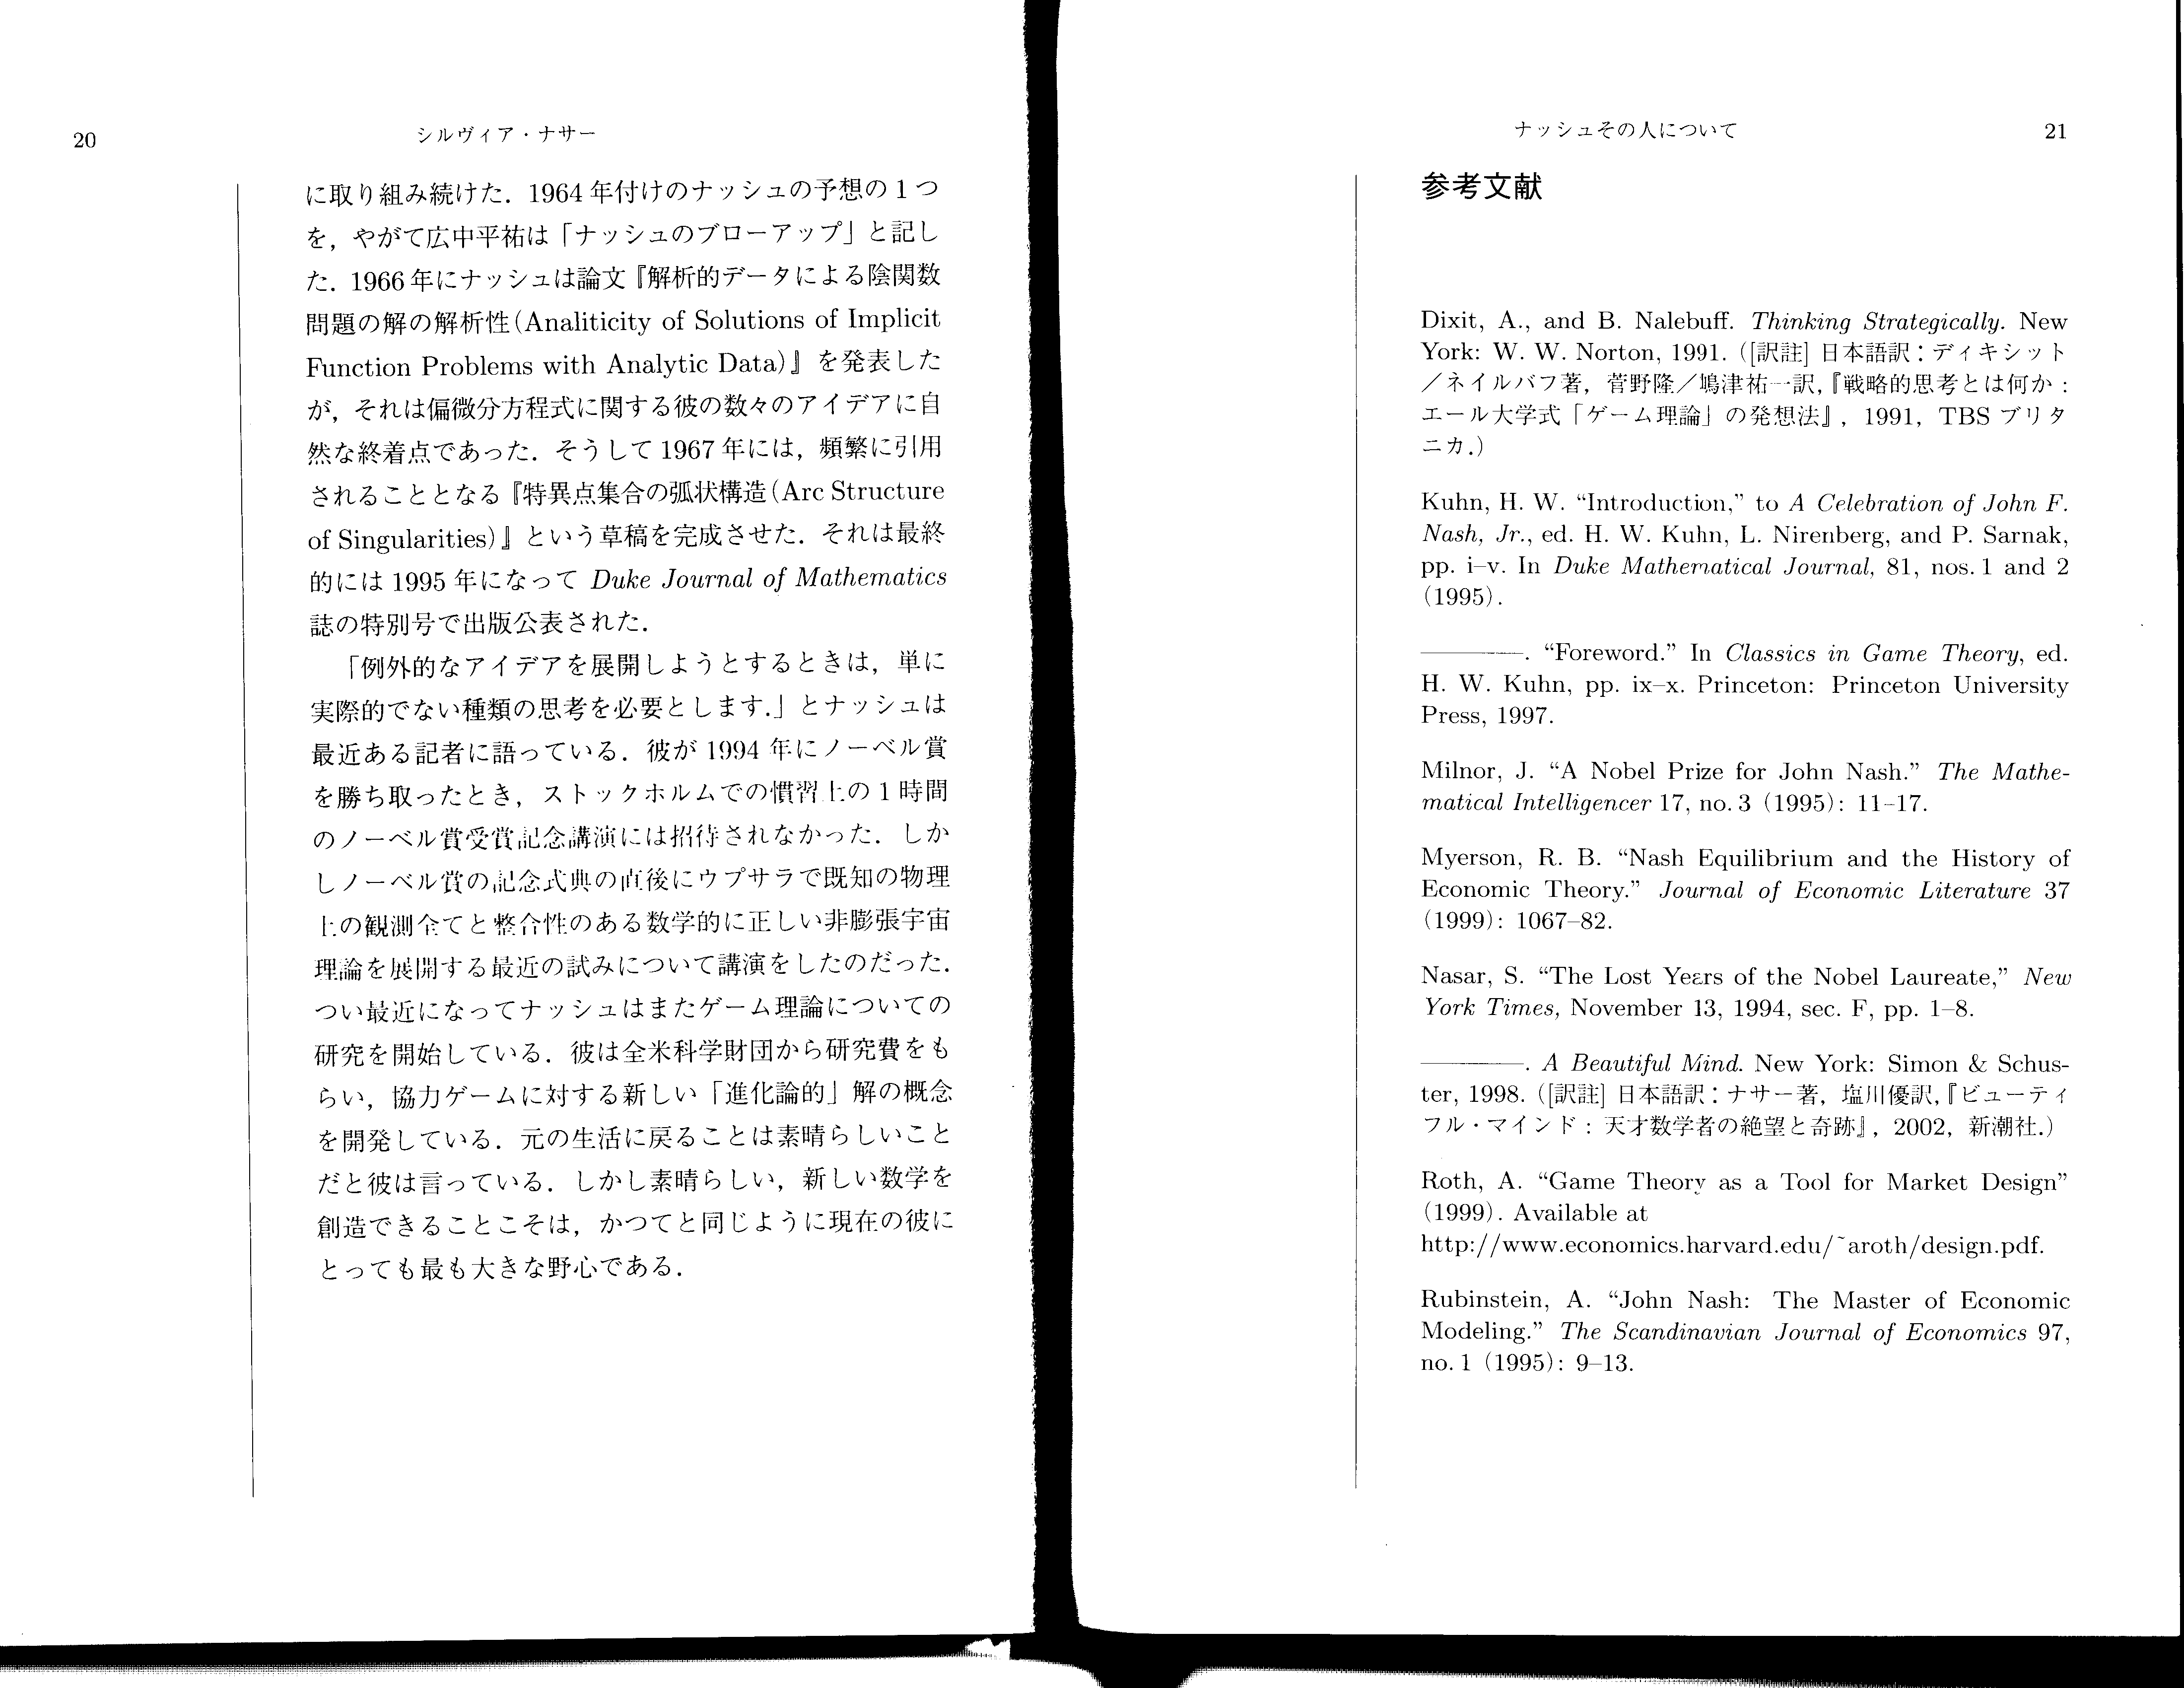 20
シルヴィア・ナサー
に取り組み続けた．1964年付けのナッシュの予想の1つ
を，やがて広中平祐は「ナッシュのブローアップ」と記し
た．1966年にナッシュは論文『解析的データによる陰関数
問題の解の解析性(Analiticity of Solutions of Implicit
Function Problems with Analytic Data)』を発表した
が，それは偏微分方程式に関する彼の数々のアイデアに自
然な終着点であった．そうして1967年には，頻繁に引用
されることとなる『特異点集合の弧状構造(Arc Structure
of Singularities)』という草稿を完成させた．それは最終
的には1995年になって Duke Journal of Mathematics
誌の特別号で出版公表された．
「例外的なアイデアを展開しようとするときは，単に
実際的でない種類の思考を必要とします.」とナッシュは
最近ある記者に語っている．彼が1994年にノーベル賞
を勝ち取ったとき，ストックホルムでの慣習上の1時間
のノーベル賞受賞記念講演には招待されなかった．しか
しノーベル賞の記念式典の直後にウプサラで既知の物理
上の観測全てと整合性のある数学的に正しい非膨張宇宙
理論を展開する最近の試みについて講演をしたのだった．
つい最近になってナッシュはまたゲーム理論についての
研究を開始している．彼は全米科学財団から研究費をも
らい，協力ゲームに対する新しい「進化論的」解の概念
を開発している．元の生活に戻ることは素晴らしいこと
だと彼は言っている．しかし素晴らしい，新しい数学を
創造できることこそは，かつてと同じように現在の彼に
とっても最も大きな野心である．
ナッシュその人について
21
参考文献
Dixit, A., and B. Nalebuff. Thinking Strategically. New
York: W. W. Norton, 1991. ([訳註] 日本語訳：ディキシット
／ネイルバフ著，菅野隆／嶋津祐一訳,『戦略的思考とは何か：
エール大学式「ゲーム理論」の発想法』，1991，TBS ブリタ
ニカ.)
Kuhn, H. W. “Introduction,” to A Celebration of John F.
Nash, Jr., ed. H. W. Kuhn, L. Nirenberg, and P. Sarnak,
pp. i–v. In Duke Mathematical Journal, 81, nos. 1 and 2
(1995).
———. “Foreword.” In Classics in Game Theory, ed.
H. W. Kuhn, pp. ix–x. Princeton: Princeton University
Press, 1997.
Milnor, J. “A Nobel Prize for John Nash.” The Mathe-
matical Intelligencer 17, no. 3 (1995): 11–17.
Myerson, R. B. “Nash Equilibrium and the History of
Economic Theory.” Journal of Economic Literature 37
(1999): 1067–82.
Nasar, S. “The Lost Years of the Nobel Laureate,” New
York Times, November 13, 1994, sec. F, pp. 1–8.
———. A Beautiful Mind. New York: Simon & Schus-
ter, 1998. ([訳註] 日本語訳：ナサー著，塩川優訳,『ビューティ
フル・マインド：天才数学者の絶望と奇跡』，2002，新潮社.)
Roth, A. “Game Theory as a Tool for Market Design”
(1999). Available at
http://www.economics.harvard.edu/~aroth/design.pdf.
Rubinstein, A. “John Nash: The Master of Economic
Modeling.” The Scandinavian Journal of Economics 97,
no. 1 (1995): 9–13.